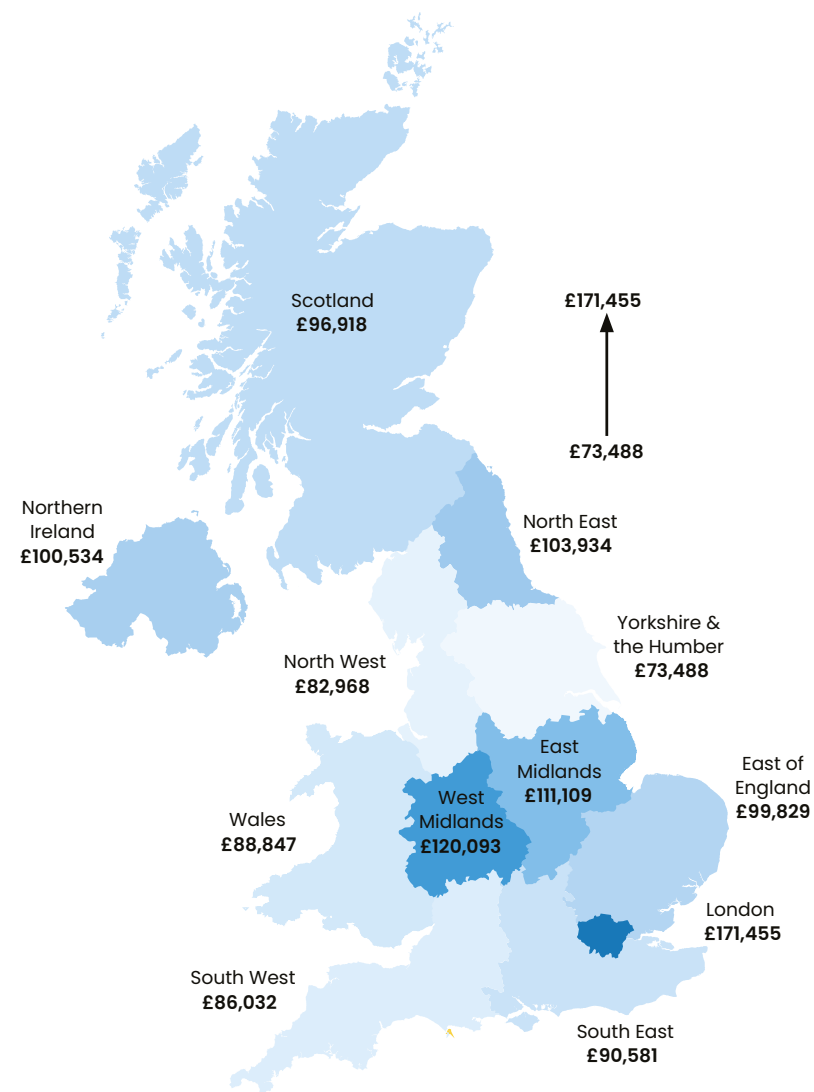 Scotland
£96,918
£171,455
£73,488
Northern
Ireland
£100,534
North East
£103,934
Yorkshire &
the Humber
£73,488
North West
£82,968
East
Midlands
£111,109
East of
England
£99,829
West
Midlands
£120,093
Wales
£88,847
London
£171,455
South West
£86,032
South East
£90,581